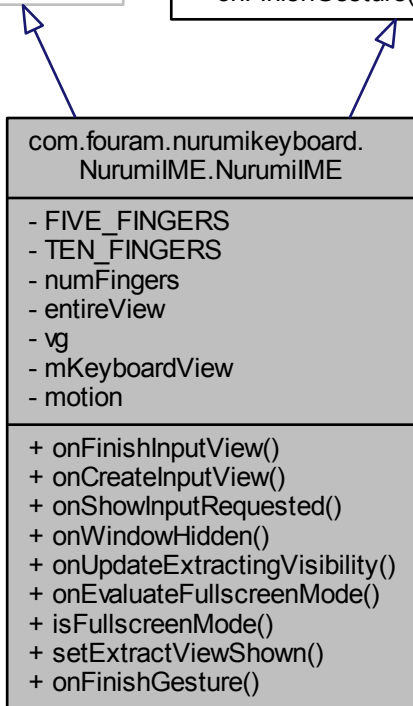 com.fouram.nurumikeyboard.
NurumiIME.NurumiIME
- FIVE_FINGERS
- TEN_FINGERS
- numFingers
- entireView
- vg
- mKeyboardView
- motion
+ onFinishInputView()
+ onCreateInputView()
+ onShowInputRequested()
+ onWindowHidden()
+ onUpdateExtractingVisibility()
+ onEvaluateFullscreenMode()
+ isFullscreenMode()
+ setExtractViewShown()
+ onFinishGesture()